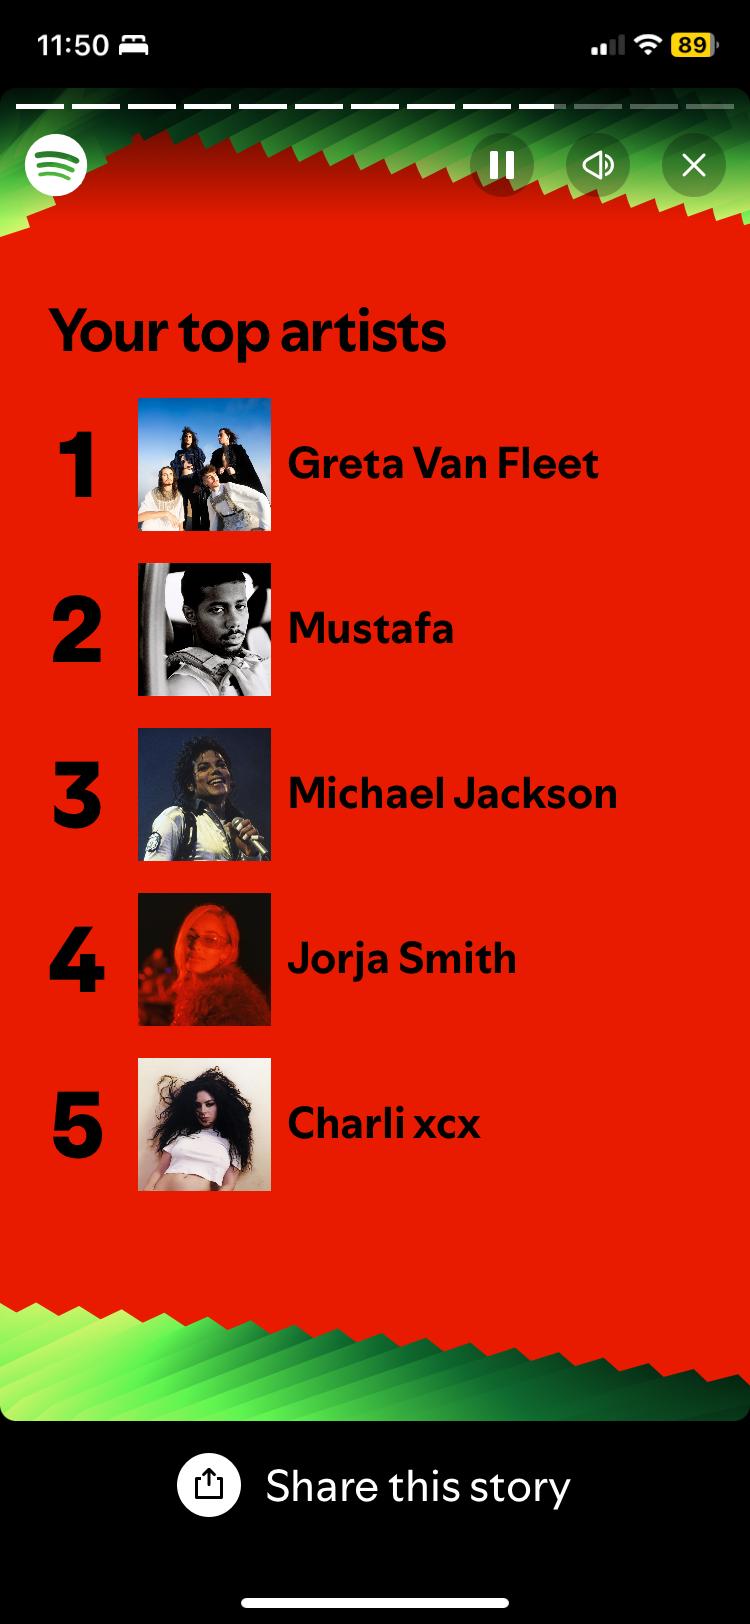 11:50
89
Your top artists
1 Greta Van Fleet
2 Mustafa
3 Michael Jackson
4 Jorja Smith
5 Charli xcx
Share this story